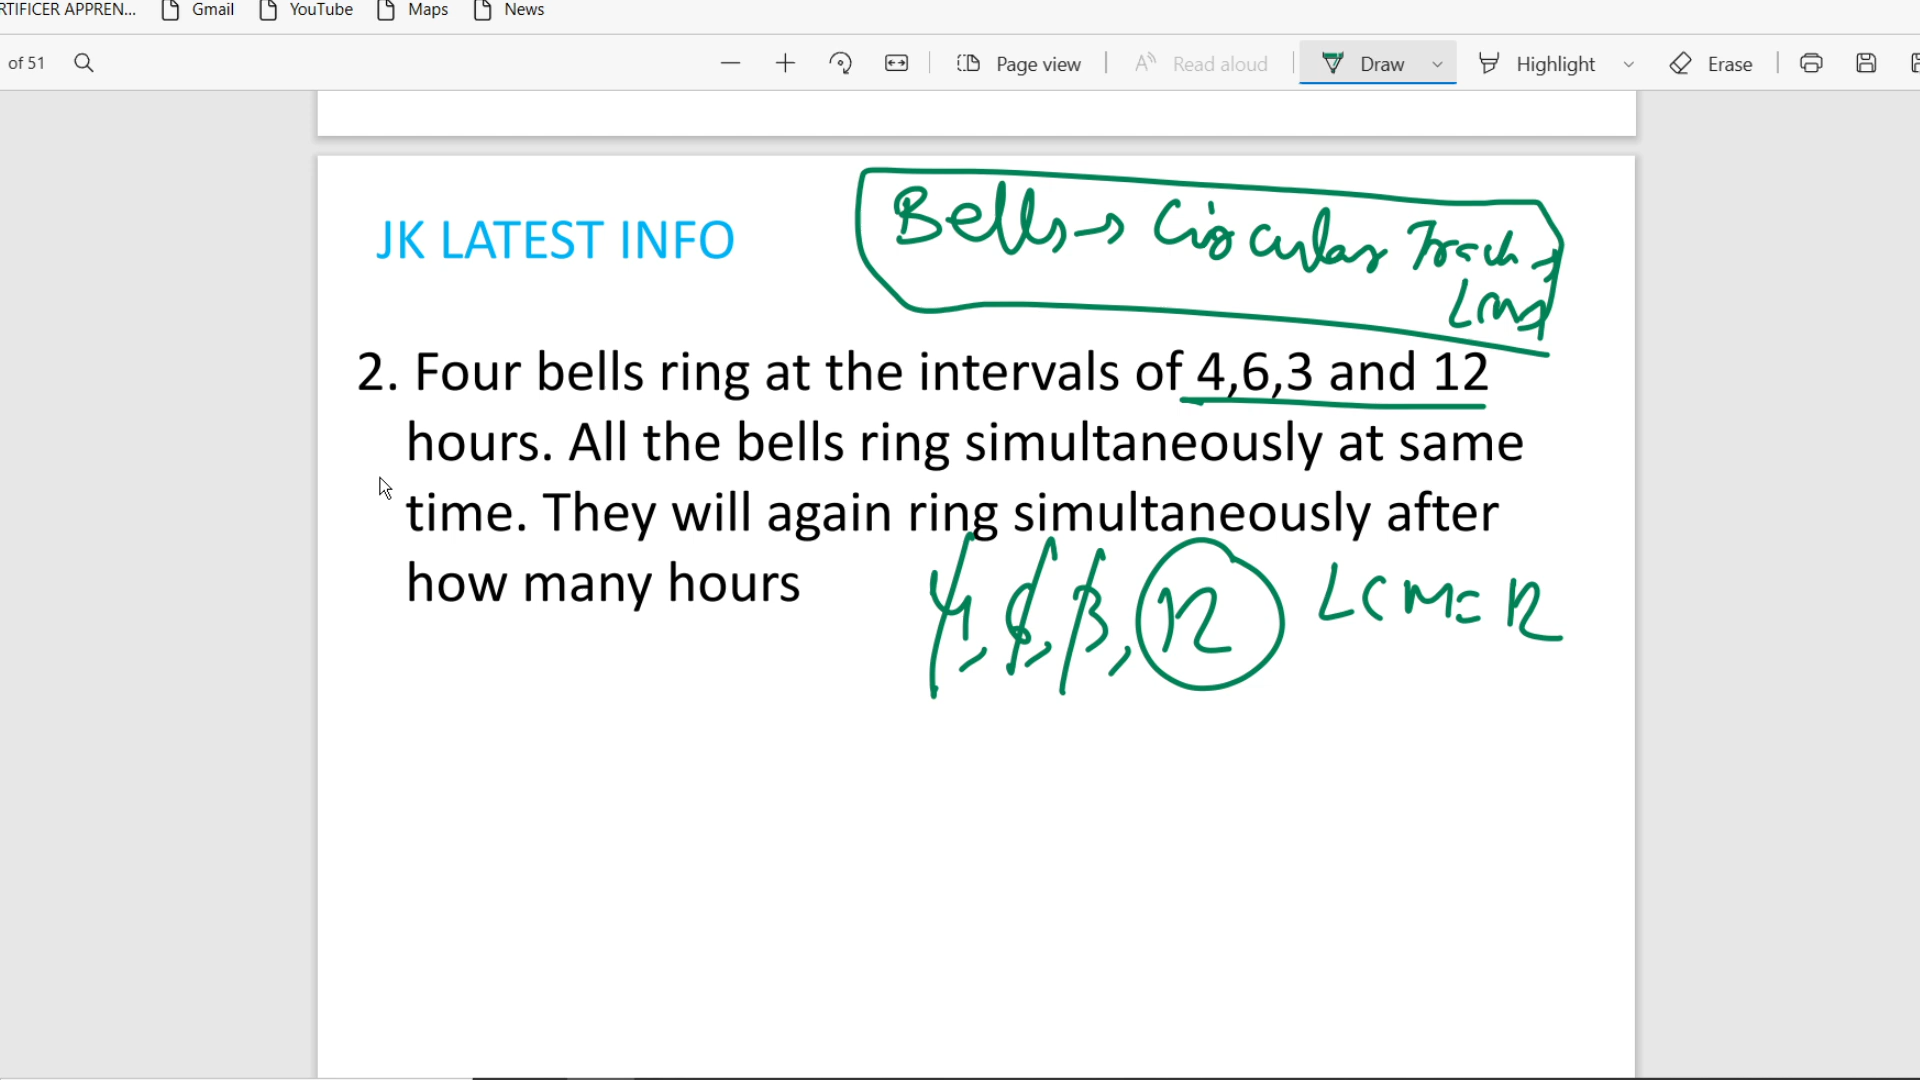 RTIFICER APPREN... Gmail YouTube Maps News
of 51 Page view Read aloud Draw Highlight Erase
Bells → Circular Track →
JK LATEST INFO
LCM
2. Four bells ring at the intervals of 4,6,3 and 12
hours. All the bells ring simultaneously at same
time. They will again ring simultaneously after
how many hours
4, 6, 3, 12 LCM = 12